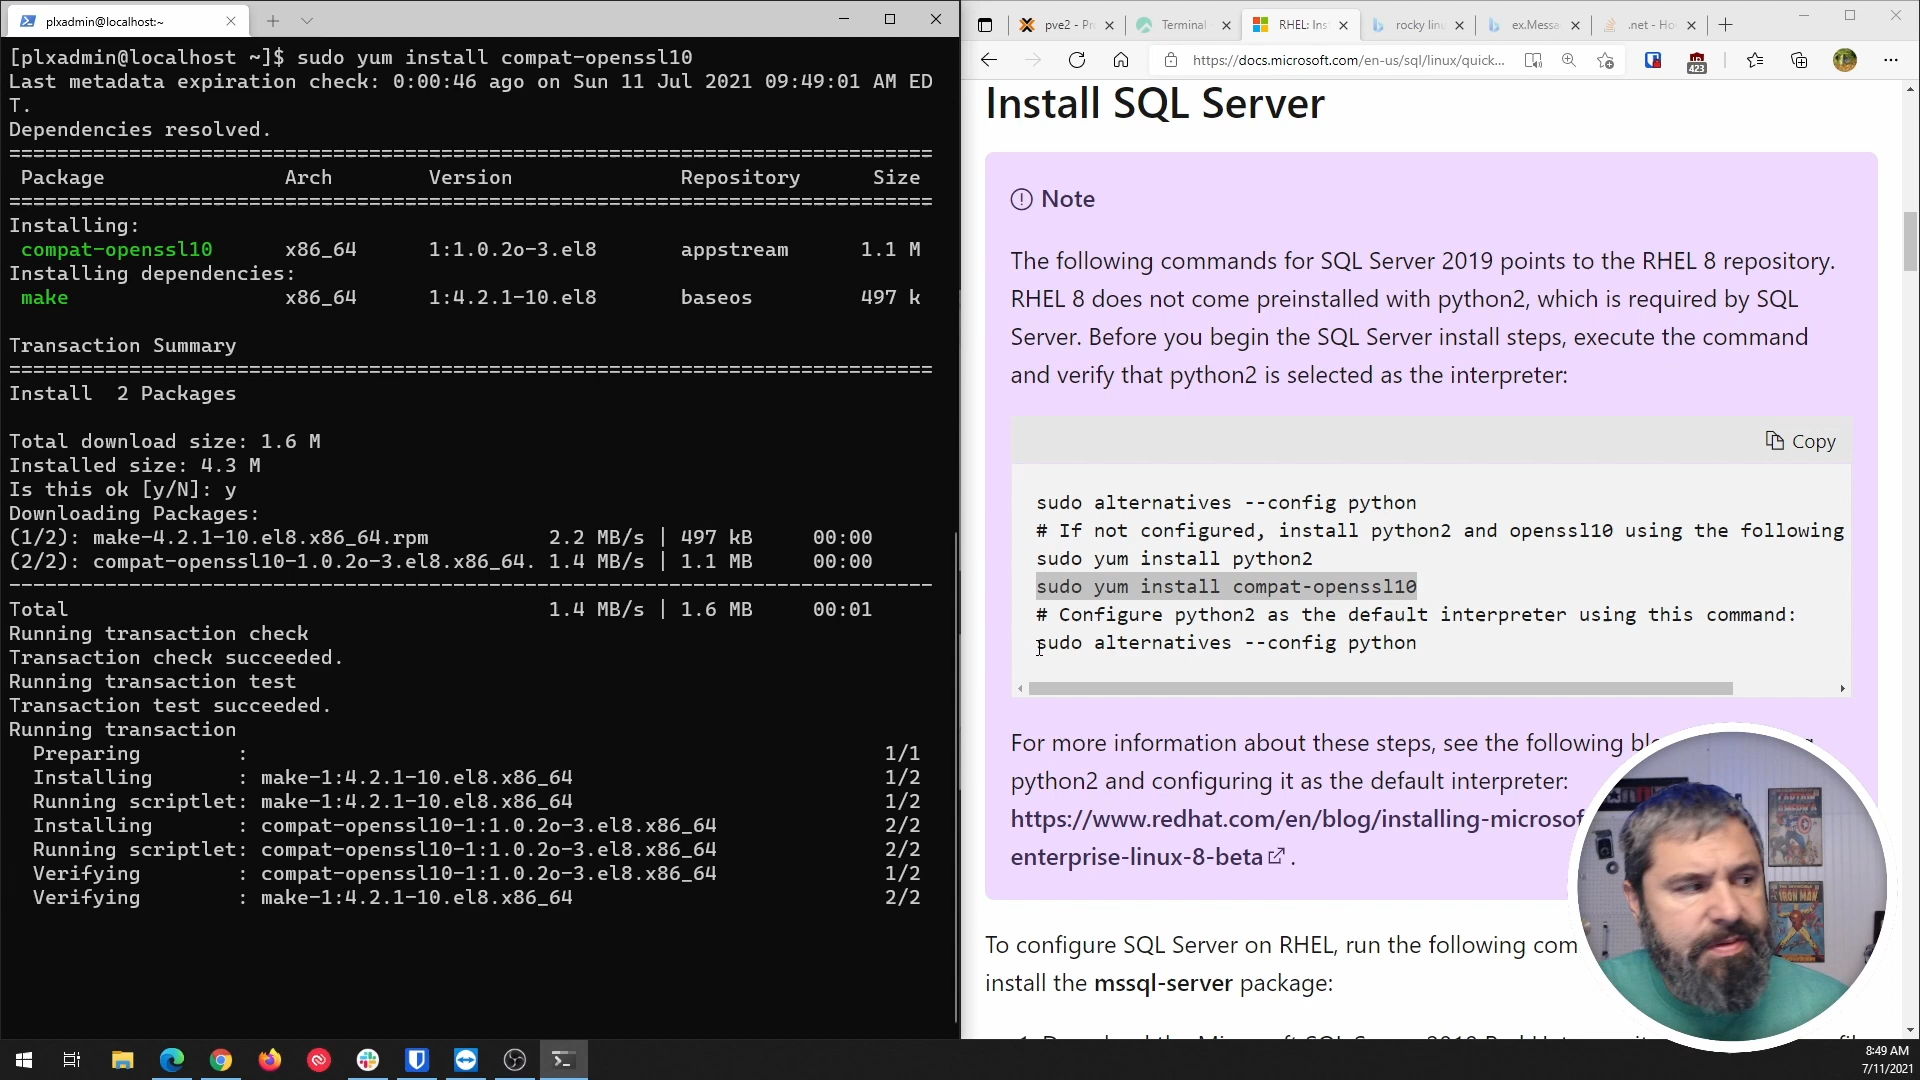 plxadmin@localhost:~
[plxadmin@localhost ~]$ sudo yum install compat-openssl10
Last metadata expiration check: 0:00:46 ago on Sun 11 Jul 2021 09:49:01 AM ED
T.
Dependencies resolved.
=============================================================================
Package Arch Version Repository Size
=============================================================================
Installing:
compat-openssl10 x86_64 1:1.0.2o-3.el8 appstream 1.1 M
Installing dependencies:
make x86_64 1:4.2.1-10.el8 baseos 497 k
Transaction Summary
=============================================================================
Install 2 Packages
Total download size: 1.6 M
Installed size: 4.3 M
Is this ok [y/N]: y
Downloading Packages:
(1/2): make-4.2.1-10.el8.x86_64.rpm 2.2 MB/s | 497 kB 00:00
(2/2): compat-openssl10-1.0.2o-3.el8.x86_64. 1.4 MB/s | 1.1 MB 00:00
-----------------------------------------------------------------------------
Total 1.4 MB/s | 1.6 MB 00:01
Running transaction check
Transaction check succeeded.
Running transaction test
Transaction test succeeded.
Running transaction
Preparing : 1/1
Installing : make-1:4.2.1-10.el8.x86_64 1/2
Running scriptlet: make-1:4.2.1-10.el8.x86_64 1/2
Installing : compat-openssl10-1:1.0.2o-3.el8.x86_64 2/2
Running scriptlet: compat-openssl10-1:1.0.2o-3.el8.x86_64 2/2
Verifying : compat-openssl10-1:1.0.2o-3.el8.x86_64 1/2
Verifying : make-1:4.2.1-10.el8.x86_64 2/2
pve2 - Pr Terminal RHEL: Ins rocky lin ex.Messa .net - Ho
https://docs.microsoft.com/en-us/sql/linux/quick...
423
Install SQL Server
Note
The following commands for SQL Server 2019 points to the RHEL 8 repository.
RHEL 8 does not come preinstalled with python2, which is required by SQL
Server. Before you begin the SQL Server install steps, execute the command
and verify that python2 is selected as the interpreter:
Copy
sudo alternatives --config python
# If not configured, install python2 and openssl10 using the following
sudo yum install python2
sudo yum install compat-openssl10
# Configure python2 as the default interpreter using this command:
sudo alternatives --config python
For more information about these steps, see the following
python2 and configuring it as the default interpreter:
https://www.redhat.com/en/blog/installing-microsof
enterprise-linux-8-beta .
To configure SQL Server on RHEL, run the following com
install the mssql-server package:
CAPTAIN AMERICA
IRON MAN
8:49 AM
7/11/2021